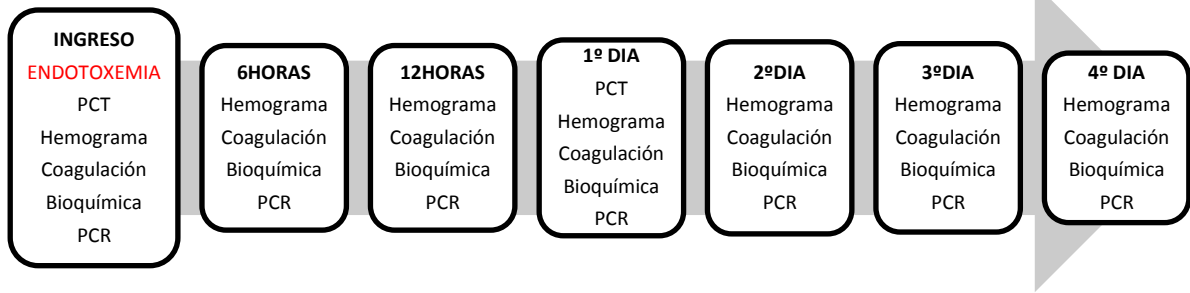 INGRESO
ENDOTOXEMIA
PCT
Hemograma
Coagulación
Bioquímica
PCR
6HORAS
Hemograma
Coagulación
Bioquímica
PCR
12HORAS
Hemograma
Coagulación
Bioquímica
PCR
1º DIA
PCT
Hemograma
Coagulación
Bioquímica
PCR
2ºDIA
Hemograma
Coagulación
Bioquímica
PCR
3ºDIA
Hemograma
Coagulación
Bioquímica
PCR
4º DIA
Hemograma
Coagulación
Bioquímica
PCR